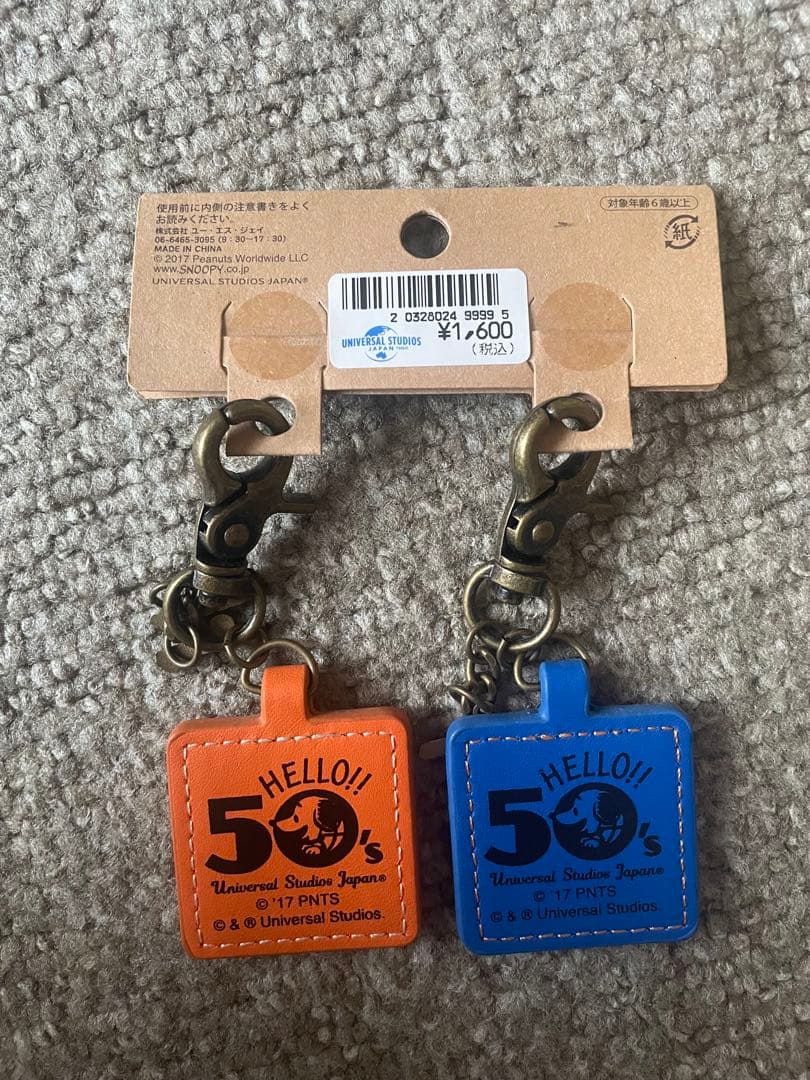 使用前に内側の注意書きをよく
お読みください。
株式会社 ユー・エス・ジェイ
06-6465-3095 (9:30〜17:30)
MADE IN CHINA
© 2017 Peanuts Worldwide LLC
www.SNOOPY.co.jp
UNIVERSAL STUDIOS JAPAN®
対象年齢6歳以上
紙
2 0328024 9999 5
¥1,600
(税込)
UNIVERSAL STUDIOS
JAPAN
HELLO!!
50's
Universal Studios Japan®
© '17 PNTS
© & ® Universal Studios.
HELLO!!
50's
Universal Studios Japan®
© '17 PNTS
© & ® Universal Studios.